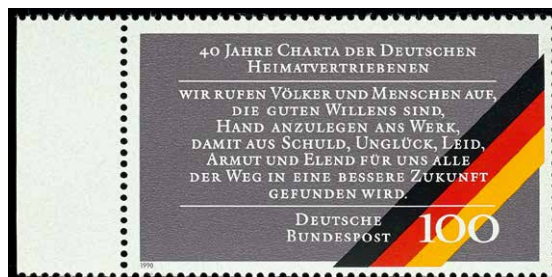 40 JAHRE CHARTA DER DEUTSCHEN
HEIMATVERTRIEBENEN
WIR RUFEN VÖLKER UND MENSCHEN AUF,
DIE GUTEN WILLENS SIND,
HAND ANZULEGEN ANS WERK,
DAMIT AUS SCHULD, UNGLÜCK, LEID,
ARMUT UND ELEND FÜR UNS ALLE
DER WEG IN EINE BESSERE ZUKUNFT
GEFUNDEN WIRD.
DEUTSCHE
BUNDESPOST 100
1990